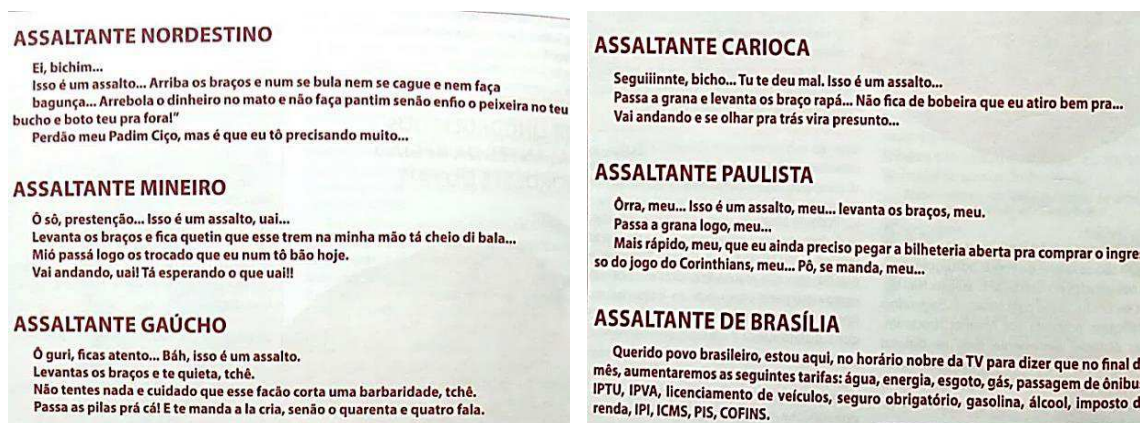 ASSALTANTE NORDESTINO
Ei, bichim...
Isso é um assalto... Arriba os braços e num se bula nem se cague e nem faça
bagunça... Arrebola o dinheiro no mato e não faça pantim senão enfio o peixeira no teu
bucho e boto teu pra fora!"
Perdão meu Padim Ciço, mas é que eu tô precisando muito...
ASSALTANTE MINEIRO
Ô sô, prestenção... Isso é um assalto, uai...
Levanta os braços e fica quetin que esse trem na minha mão tá cheio di bala...
Mió passá logo os trocado que eu num tô bão hoje.
Vai andando, uai! Tá esperando o que uai!!
ASSALTANTE GAÚCHO
Ô guri, ficas atento... Báh, isso é um assalto.
Levantas os braços e te quieta, tchê.
Não tentes nada e cuidado que esse facão corta uma barbaridade, tchê.
Passa as pilas prá cá! E te manda a la cria, senão o quarenta e quatro fala.
ASSALTANTE CARIOCA
Seguiiinnte, bicho... Tu te deu mal. Isso é um assalto...
Passa a grana e levanta os braço rapá... Não fica de bobeira que eu atiro bem pra...
Vai andando e se olhar pra trás vira presunto...
ASSALTANTE PAULISTA
Ôrra, meu... Isso é um assalto, meu... levanta os braços, meu.
Passa a grana logo, meu...
Mais rápido, meu, que eu ainda preciso pegar a bilheteria aberta pra comprar o ingres
so do jogo do Corinthians, meu... Pô, se manda, meu...
ASSALTANTE DE BRASÍLIA
Querido povo brasileiro, estou aqui, no horário nobre da TV para dizer que no final d
mês, aumentaremos as seguintes tarifas: água, energia, esgoto, gás, passagem de ônibu
IPTU, IPVA, licenciamento de veículos, seguro obrigatório, gasolina, álcool, imposto d
renda, IPI, ICMS, PIS, COFINS.